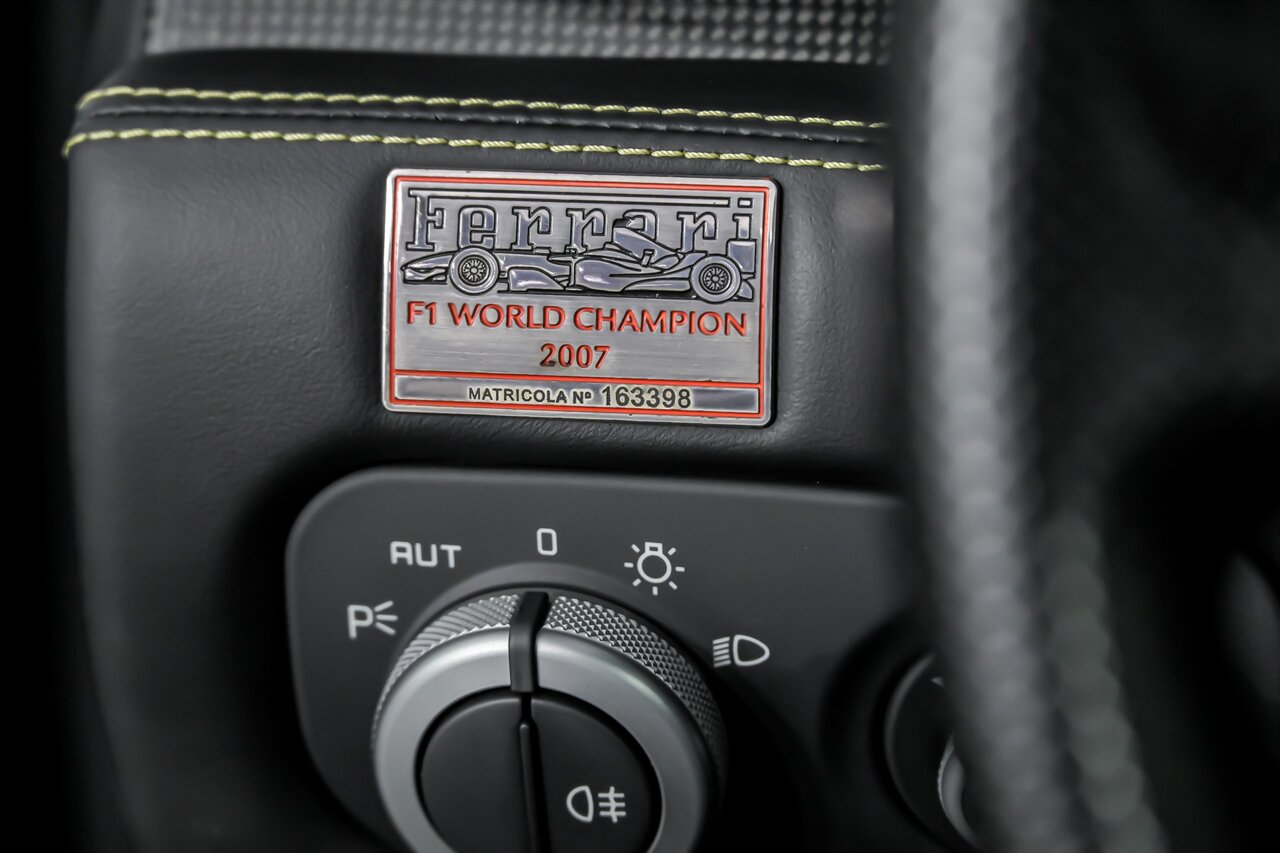 Ferrari
F1 WORLD CHAMPION
2007
MATRICOLA Nº 163398
AUT 0
P